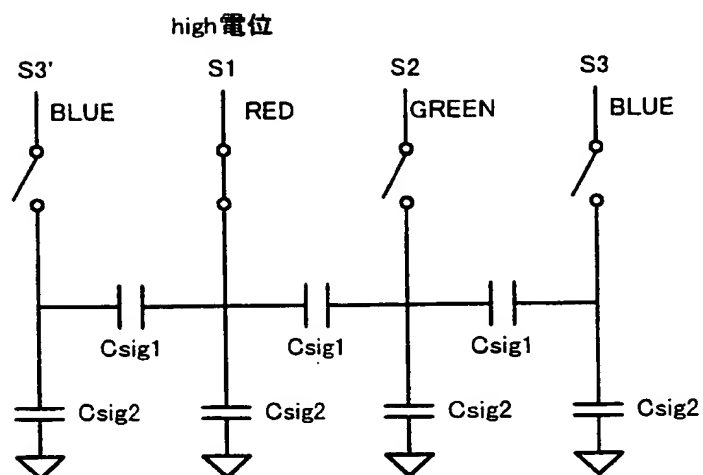 high電位
S3' S1 S2 S3
BLUE RED GREEN BLUE
Csig1 Csig1 Csig1
Csig2 Csig2 Csig2 Csig2